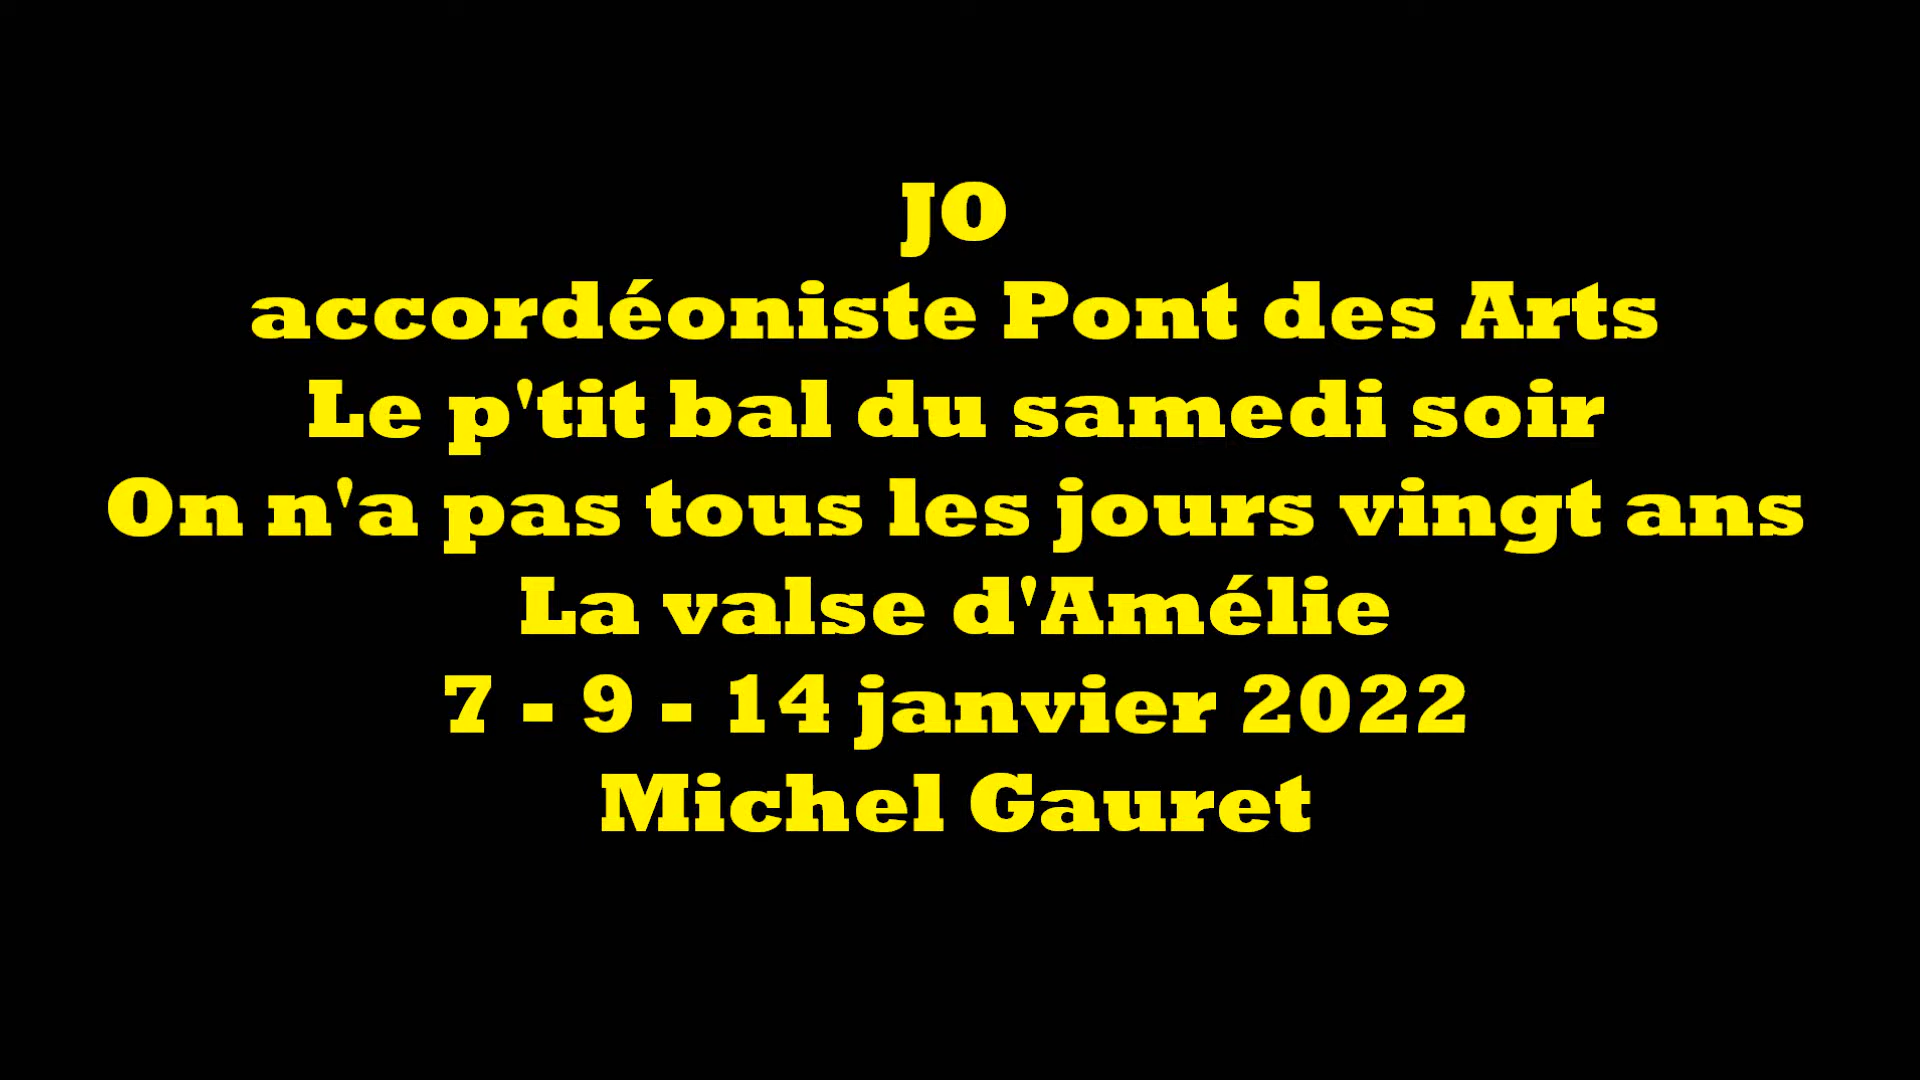 JO
accordéoniste Pont des Arts
Le p'tit bal du samedi soir
On n'a pas tous les jours vingt ans
La valse d'Amélie
7 - 9 - 14 janvier 2022
Michel Gauret